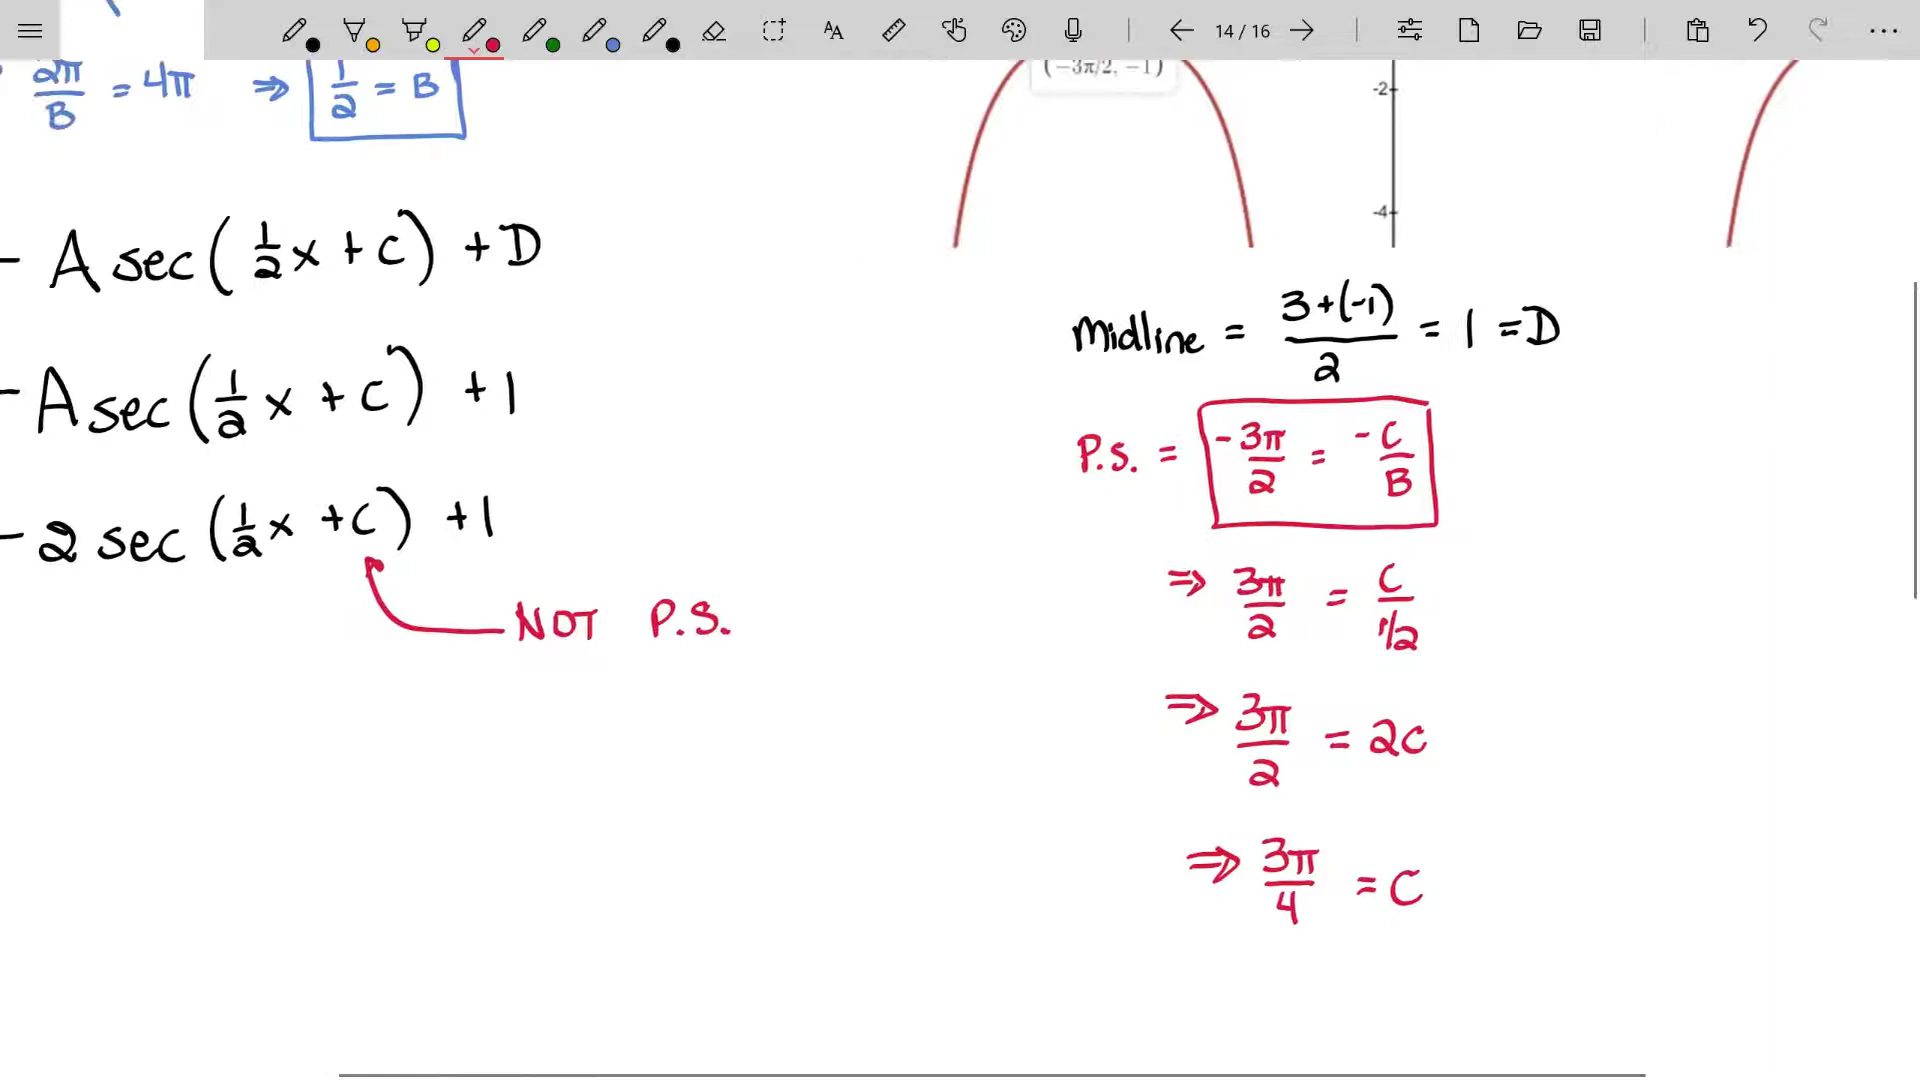 14 / 16
2π/B = 4π ⇒ 1/2 = B
(−3π/2, −1)
-2
-4
- A sec(1/2 x + C) + D
- A sec(1/2 x + C) + 1
- 2 sec(1/2 x + C) + 1
NOT P.S.
Midline = 3+(-1)/2 = 1 = D
P.S. = -3π/2 = -C/B
⇒ 3π/2 = C/1/2
⇒ 3π/2 = 2C
⇒ 3π/4 = C